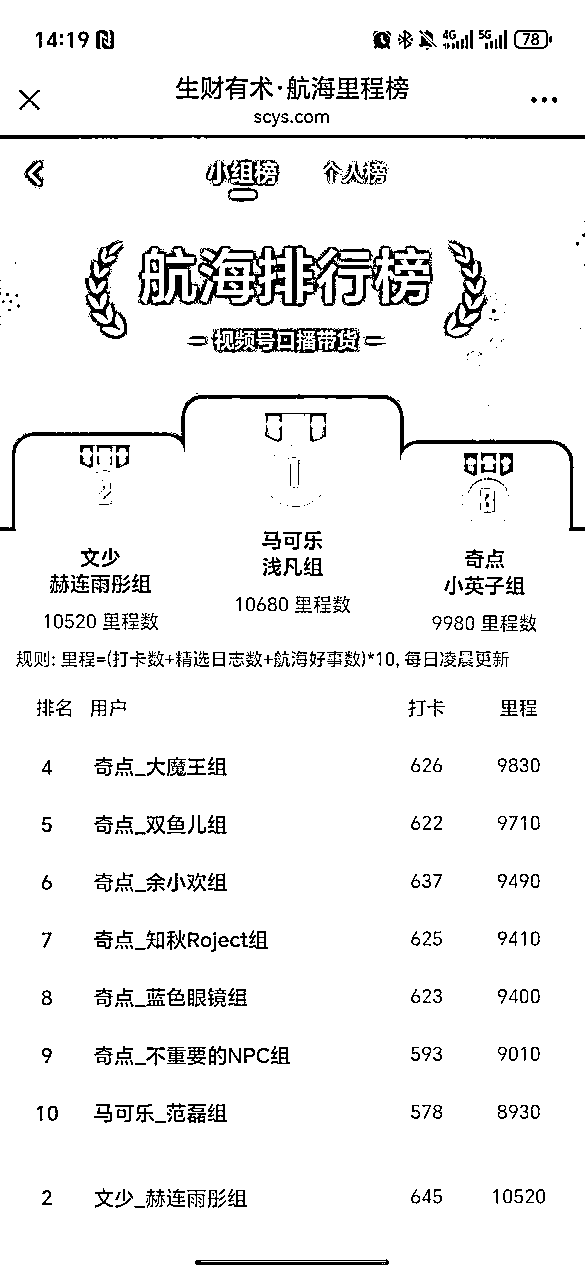 14:19 4G 5G 78
生财有术·航海里程榜
scys.com
小组榜 个人榜
航海排行榜
视频号口播带货
2 1 3
文少 马可乐 奇点
赫连雨彤组 浅凡组 小英子组
10520 里程数 10680 里程数 9980 里程数
规则: 里程=(打卡数+精选日志数+航海好事数)*10, 每日凌晨更新
排名 用户 打卡 里程
4 奇点_大魔王组 626 9830
5 奇点_双鱼儿组 622 9710
6 奇点_余小欢组 637 9490
7 奇点_知秋Roject组 625 9410
8 奇点_蓝色眼镜组 623 9400
9 奇点_不重要的NPC组 593 9010
10 马可乐_范磊组 578 8930
2 文少_赫连雨彤组 645 10520